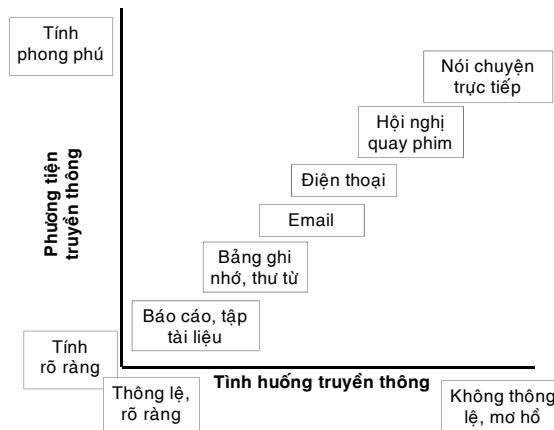 Tính
phong phú
Nói chuyện
trực tiếp
Hội nghị
quay phim
Điện thoại
Email
Bảng ghi
nhớ, thư từ
Báo cáo, tập
tài liệu
Phương tiện
truyền thông
Tính
rõ ràng
Thông lệ,
rõ ràng
Tình huống truyền thông
Không thông
lệ, mơ hồ